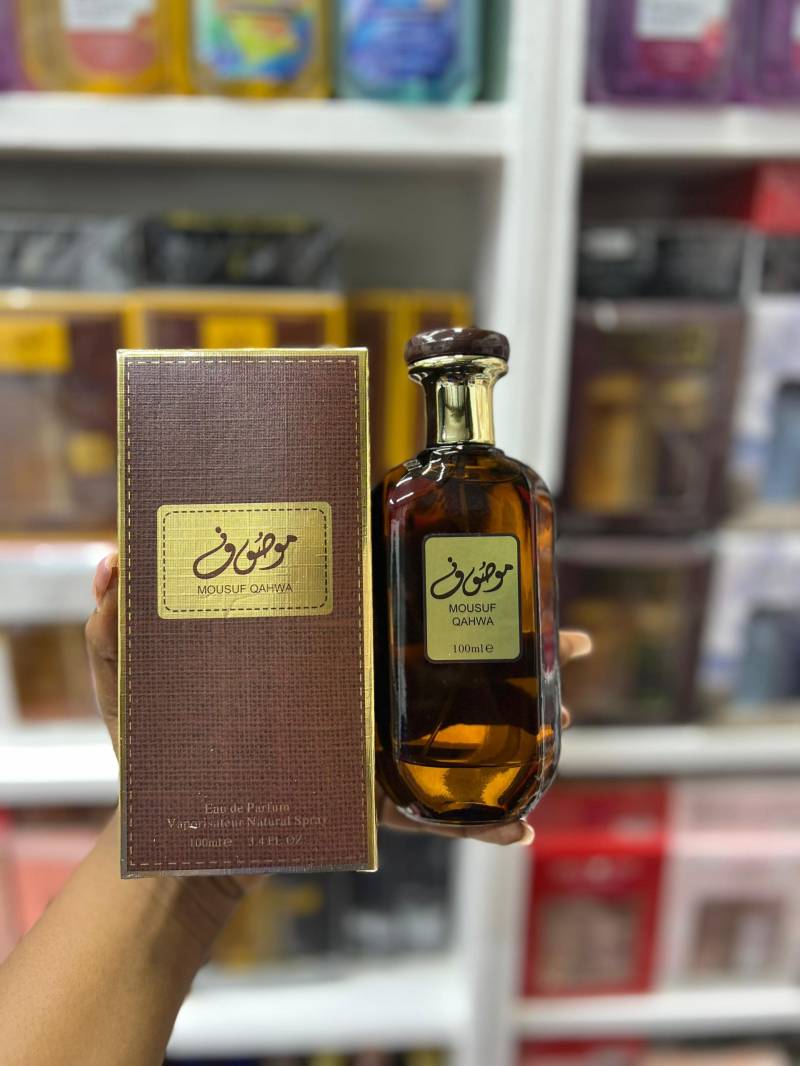 موصوف
MOUSUF QAHWA
Eau de Parfum
Vaporisateur Natural Spray
100ml e 3.4 FL.OZ
موصوف
MOUSUF
QAHWA
100ml e